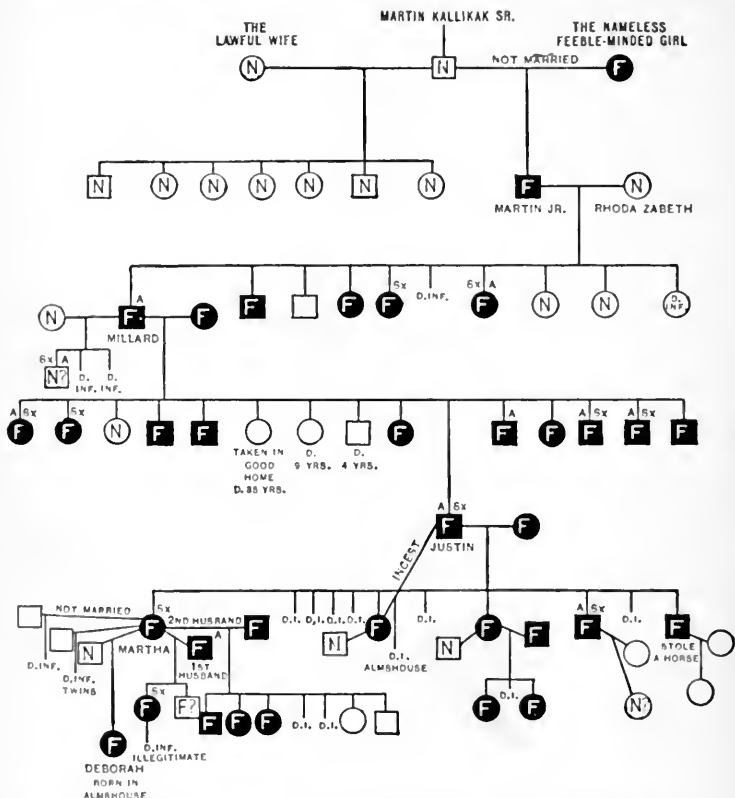 MARTIN KALLIKAK SR.
THE LAWFUL WIFE
THE NAMELESS FEEBLE-MINDED GIRL
N
N
NOT MARRIED
F
N
N
N
N
N
N
N
F
N
MARTIN JR.
RHODA ZABETH
N
A
F
F
F
Sx
F
D.INF.
Sx A
F
N
N
D. INF.
F
MILLARD
Sx A
N?
D. INF.
D. INF.
A Sx
F
Sx
F
N
F
F
TAKEN IN GOOD HOME D. 35 YRS.
D. 9 YRS.
D. 4 YRS.
F
A
F
F
A Sx
F
A Sx
F
F
A Sx
F
JUSTIN
F
INCEST
NOT MARRIED
Sx
F
MARTHA
2ND HUSBAND
F
D.I.
D.I.
D.I.
D.I.
F
D.I.
ALMSHOUSE
D.I.
F
A Sx
F
D.I.
F
STOLE A HORSE
D.INF.
D.INF. TWINS
N
F
A
1ST HUSBAND
N
N
F
Sx
F
F?
D.INF.
ILLEGITIMATE
F
F
F
D.I.
D.I.
F
D.I.
F
N?
F
DEBORAH
BORN IN
ALMSHOUSE